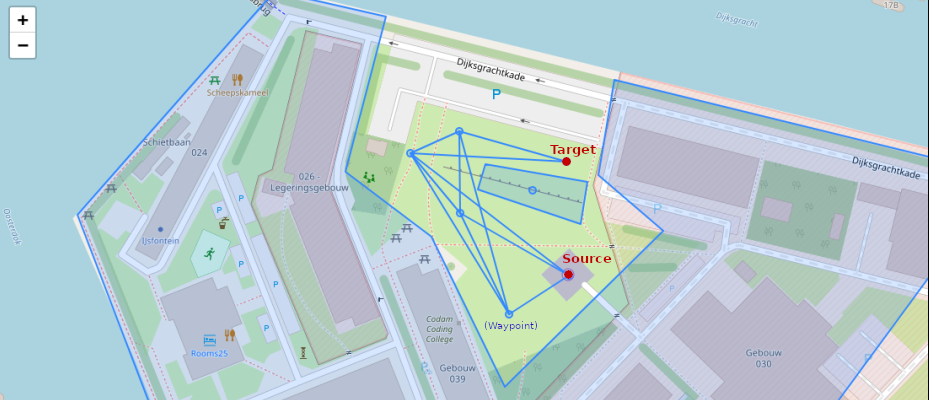 +
−
Dijksgracht
17B
Dijksgrachtkade
P
Scheepskameel
Schietbaan
024
026 -
Legeringsgebouw
Target
Dijksgrachtkade
P
P
P
IJsfontein
P
P
Source
P
P
(Waypoint)
Codam
Coding
College
Rooms25
Gebouw
039
P
Gebouw
030
P